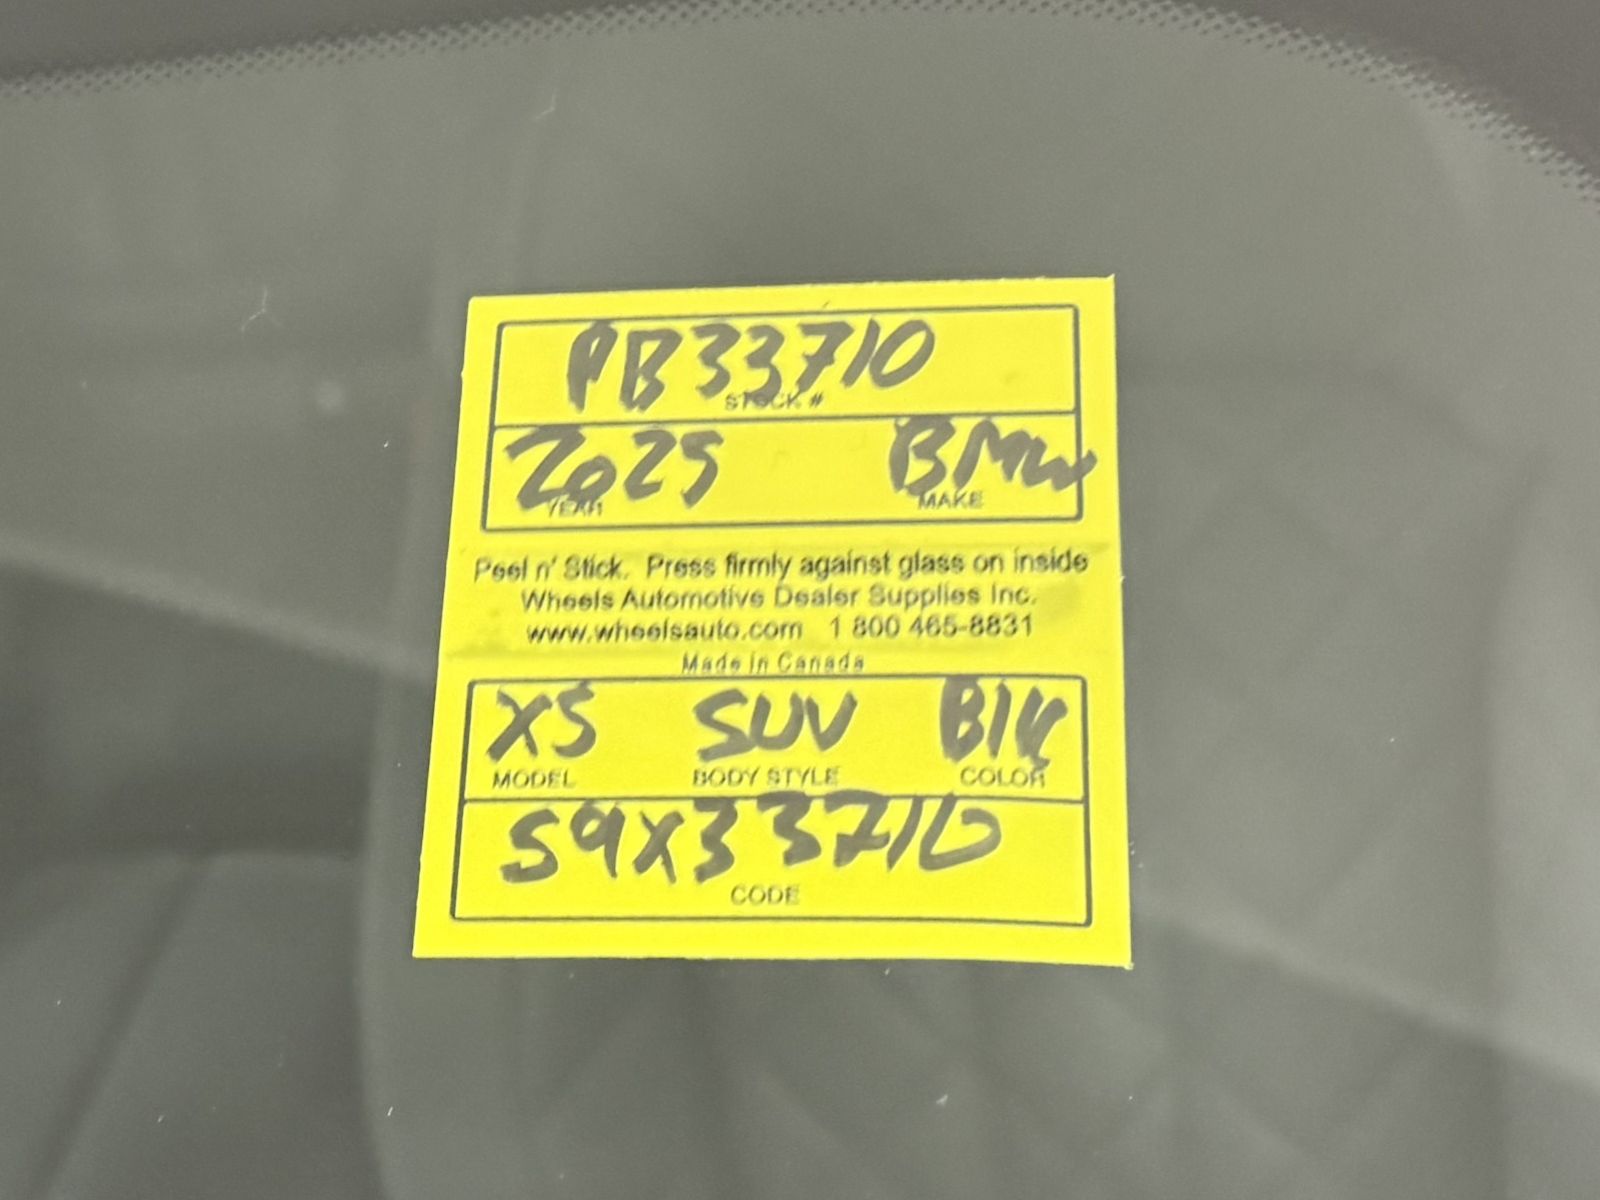 PB33710
STOCK #
2025 BMW
YEAR MAKE
Peel n' Stick. Press firmly against glass on inside
Wheels Automotive Dealer Supplies Inc.
www.wheelsauto.com 1 800 465-8831
Made in Canada
X5 SUV Blk
MODEL BODY STYLE COLOR
S9X33710
CODE